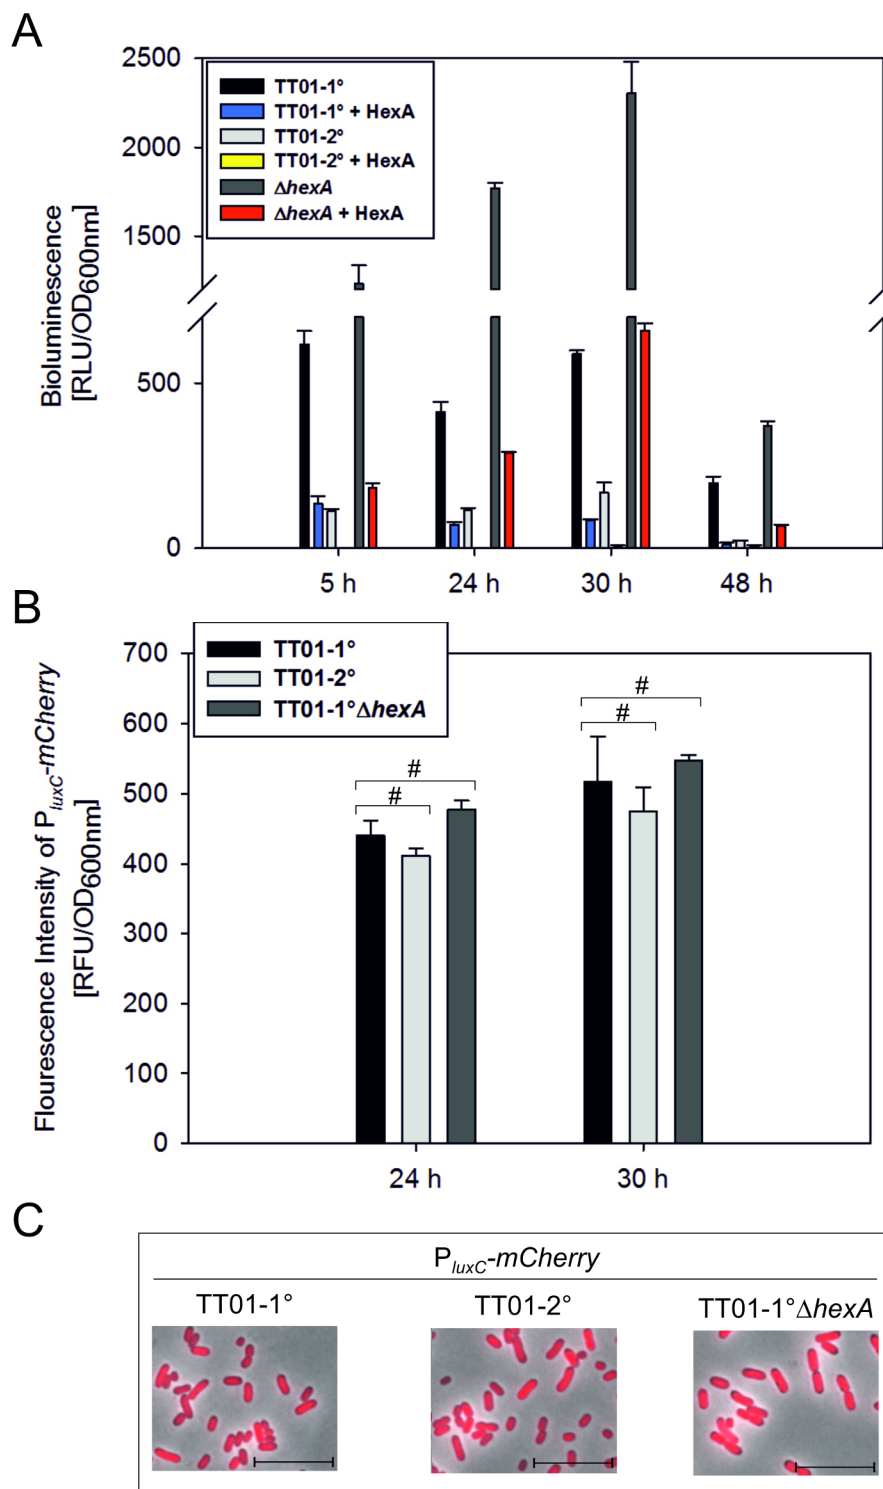 A
2500
2000
1500
500
0
Bioluminescence
[RLU/OD600nm]
TT01-1°
TT01-1° + HexA
TT01-2°
TT01-2° + HexA
ΔhexA
ΔhexA + HexA
5 h 24 h 30 h 48 h
B
700
600
500
400
300
200
100
0
Flourescence Intensity of PluxC-mCherry
[RFU/OD600nm]
TT01-1°
TT01-2°
TT01-1°ΔhexA
#
#
#
#
24 h 30 h
C
PluxC-mCherry
TT01-1° TT01-2° TT01-1°ΔhexA